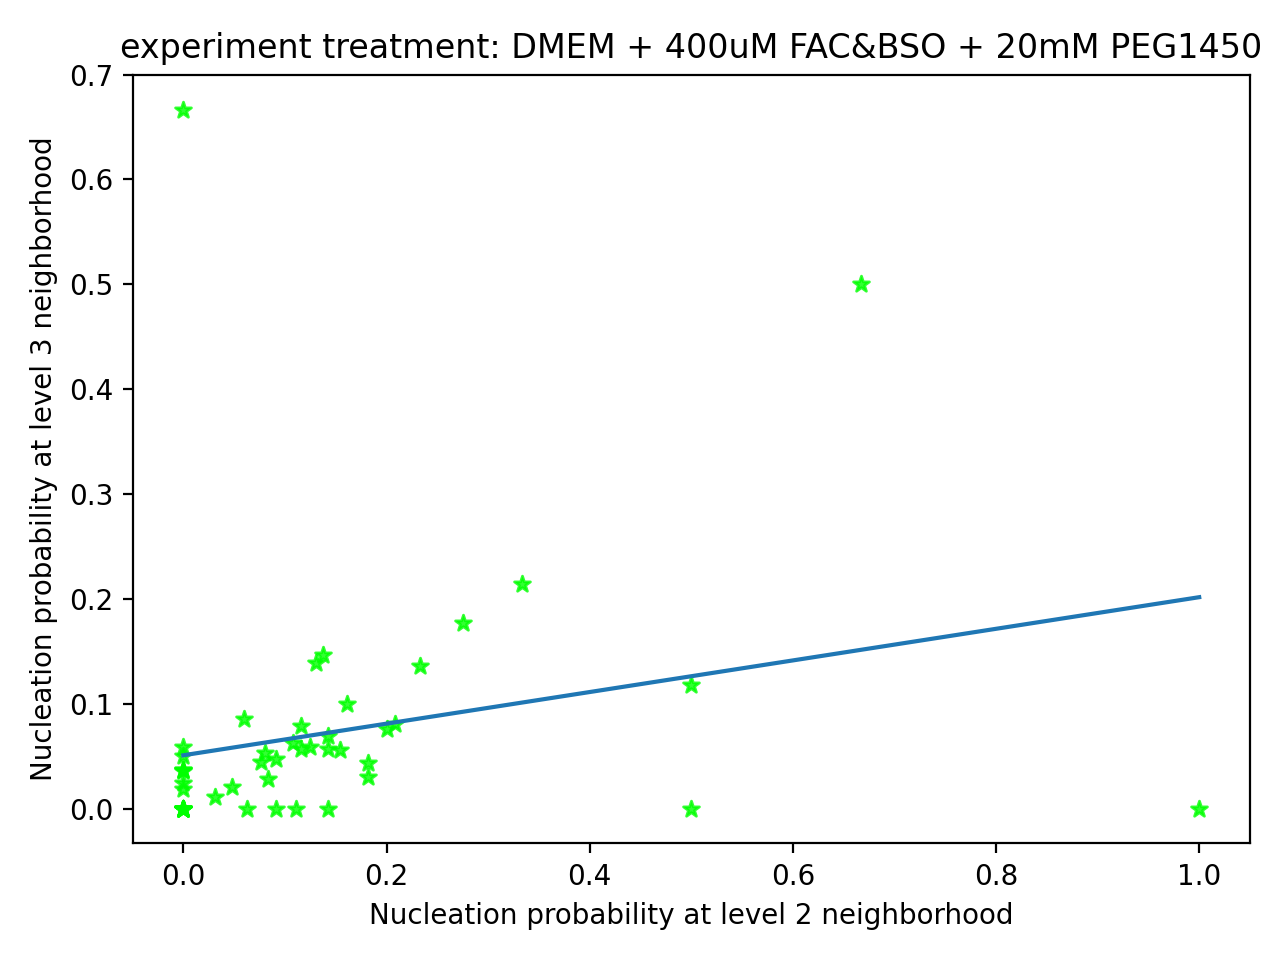 experiment treatment: DMEM + 400uM FAC&BSO + 20mM PEG1450
0.7
0.6
0.5
0.4
0.3
0.2
0.1
0.0
Nucleation probability at level 3 neighborhood
0.0 0.2 0.4 0.6 0.8 1.0
Nucleation probability at level 2 neighborhood